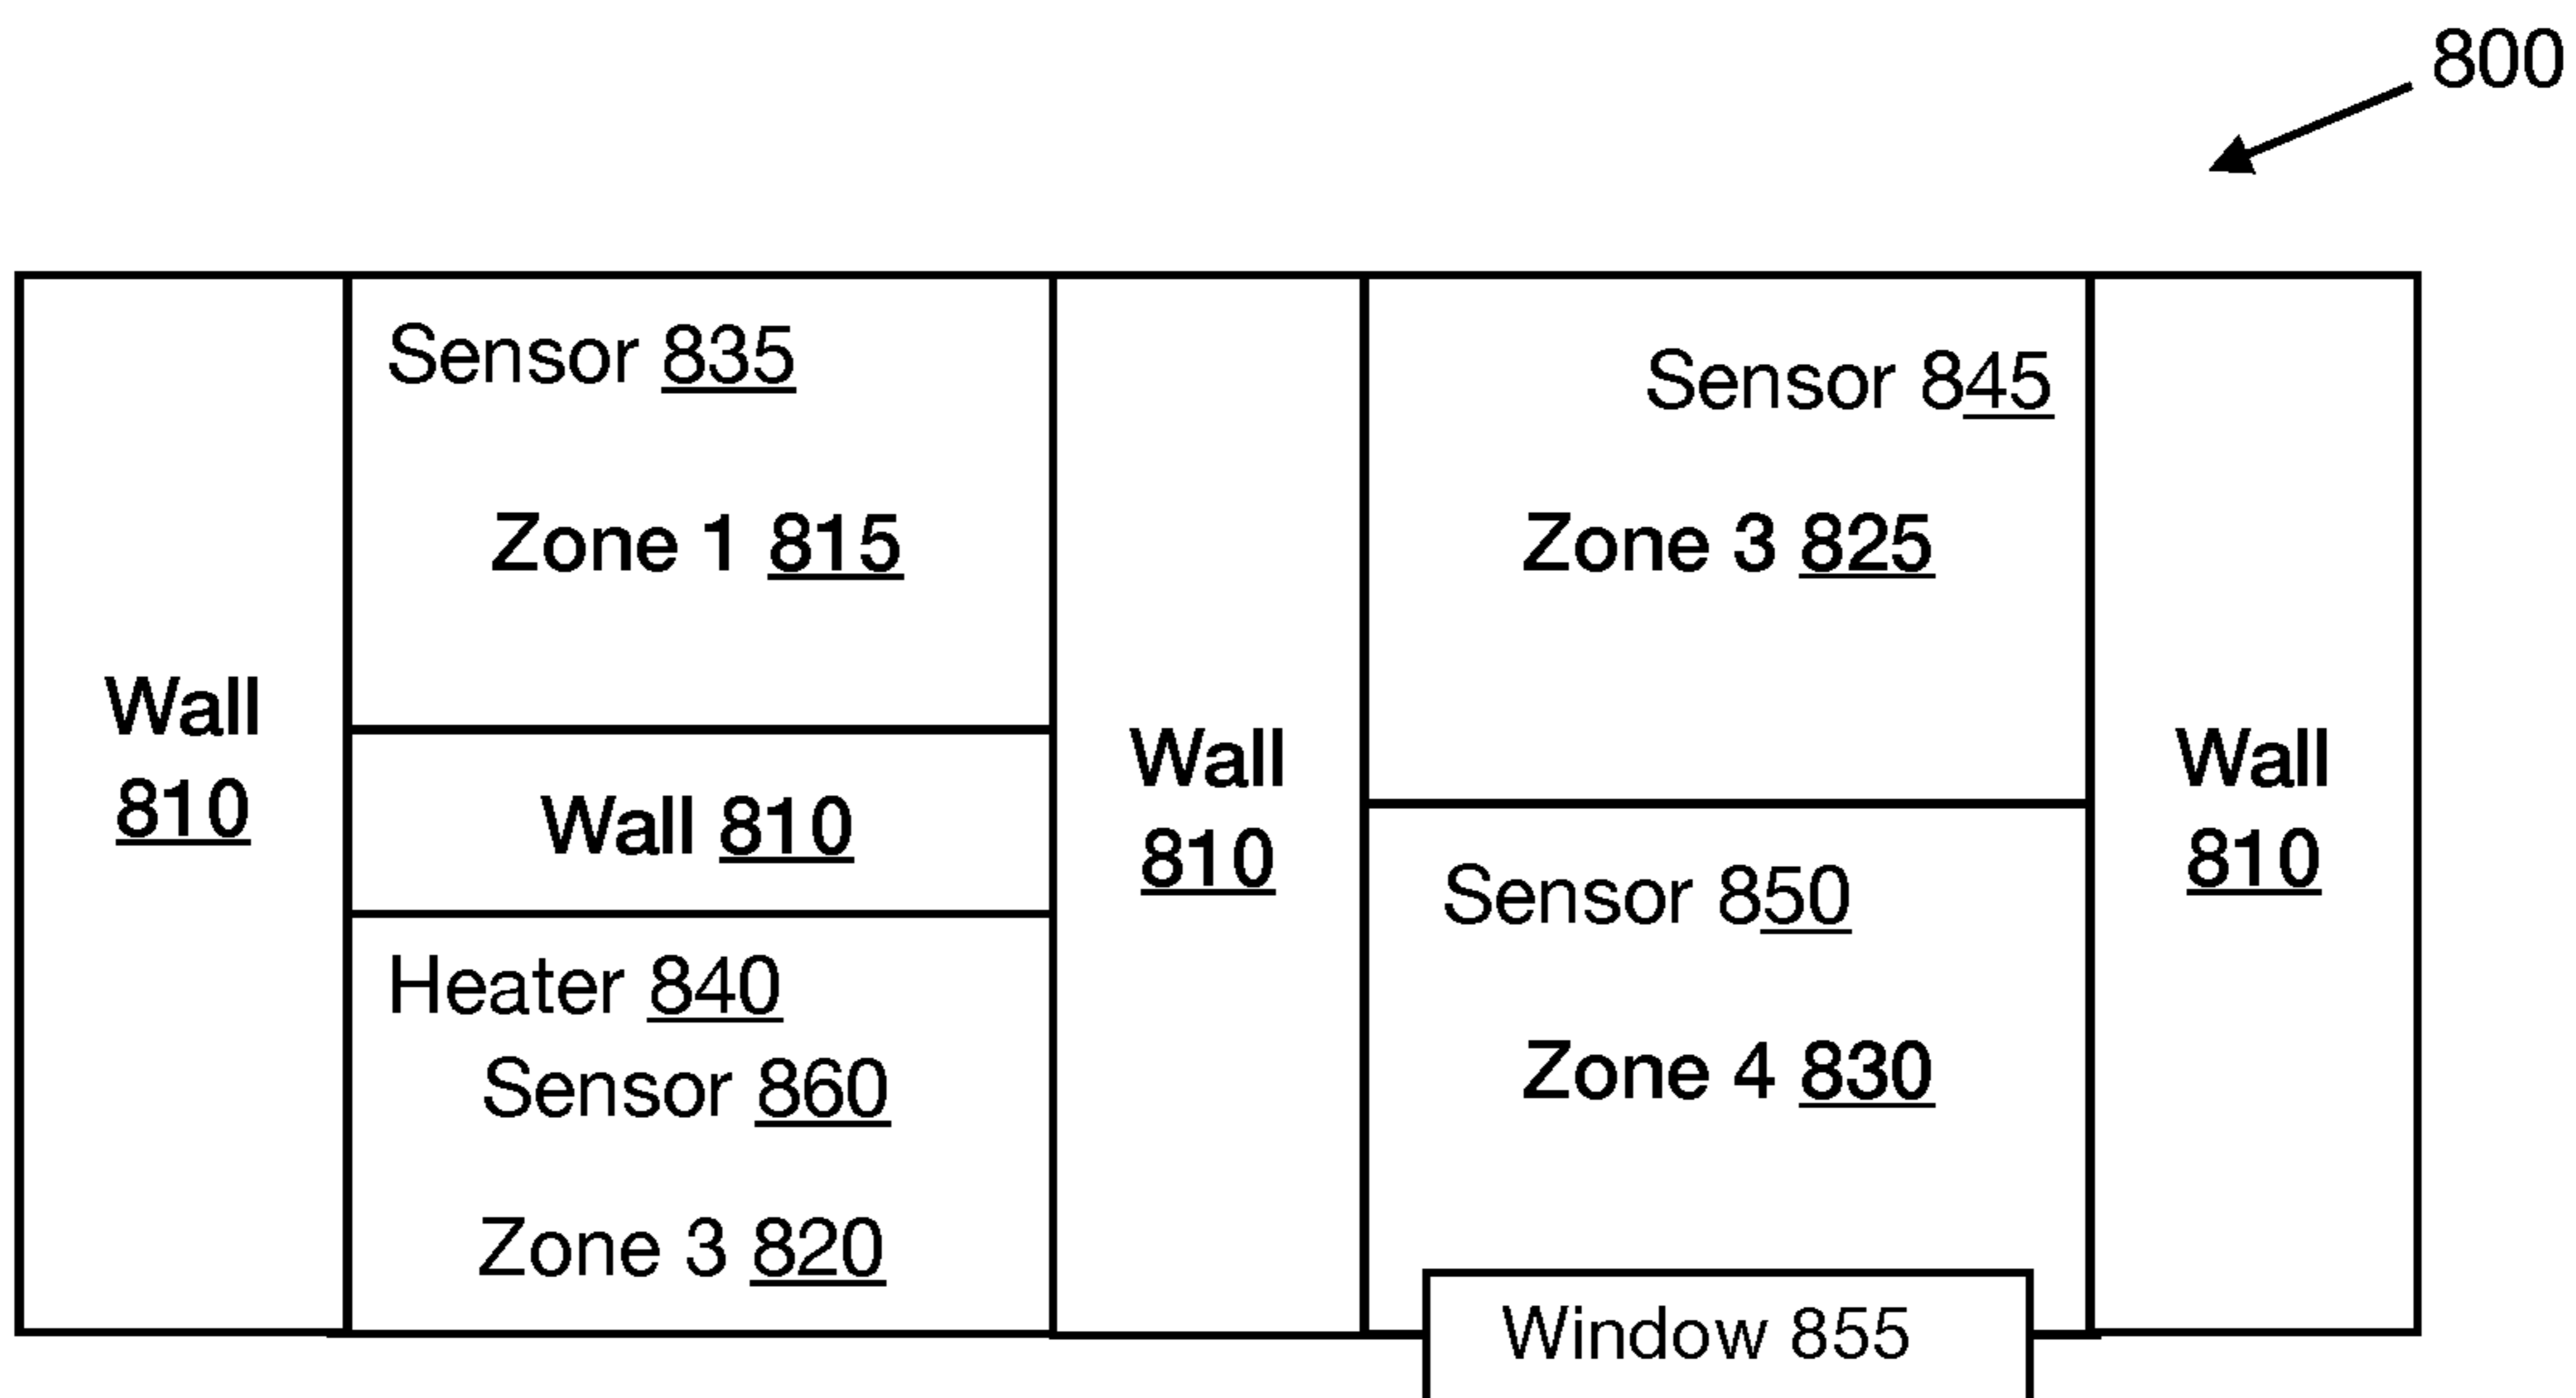 800
Sensor 835
Zone 1 815
Wall
810
Wall 810
Heater 840
Sensor 860
Zone 3 820
Wall
810
Sensor 845
Zone 3 825
Sensor 850
Zone 4 830
Window 855
Wall
810